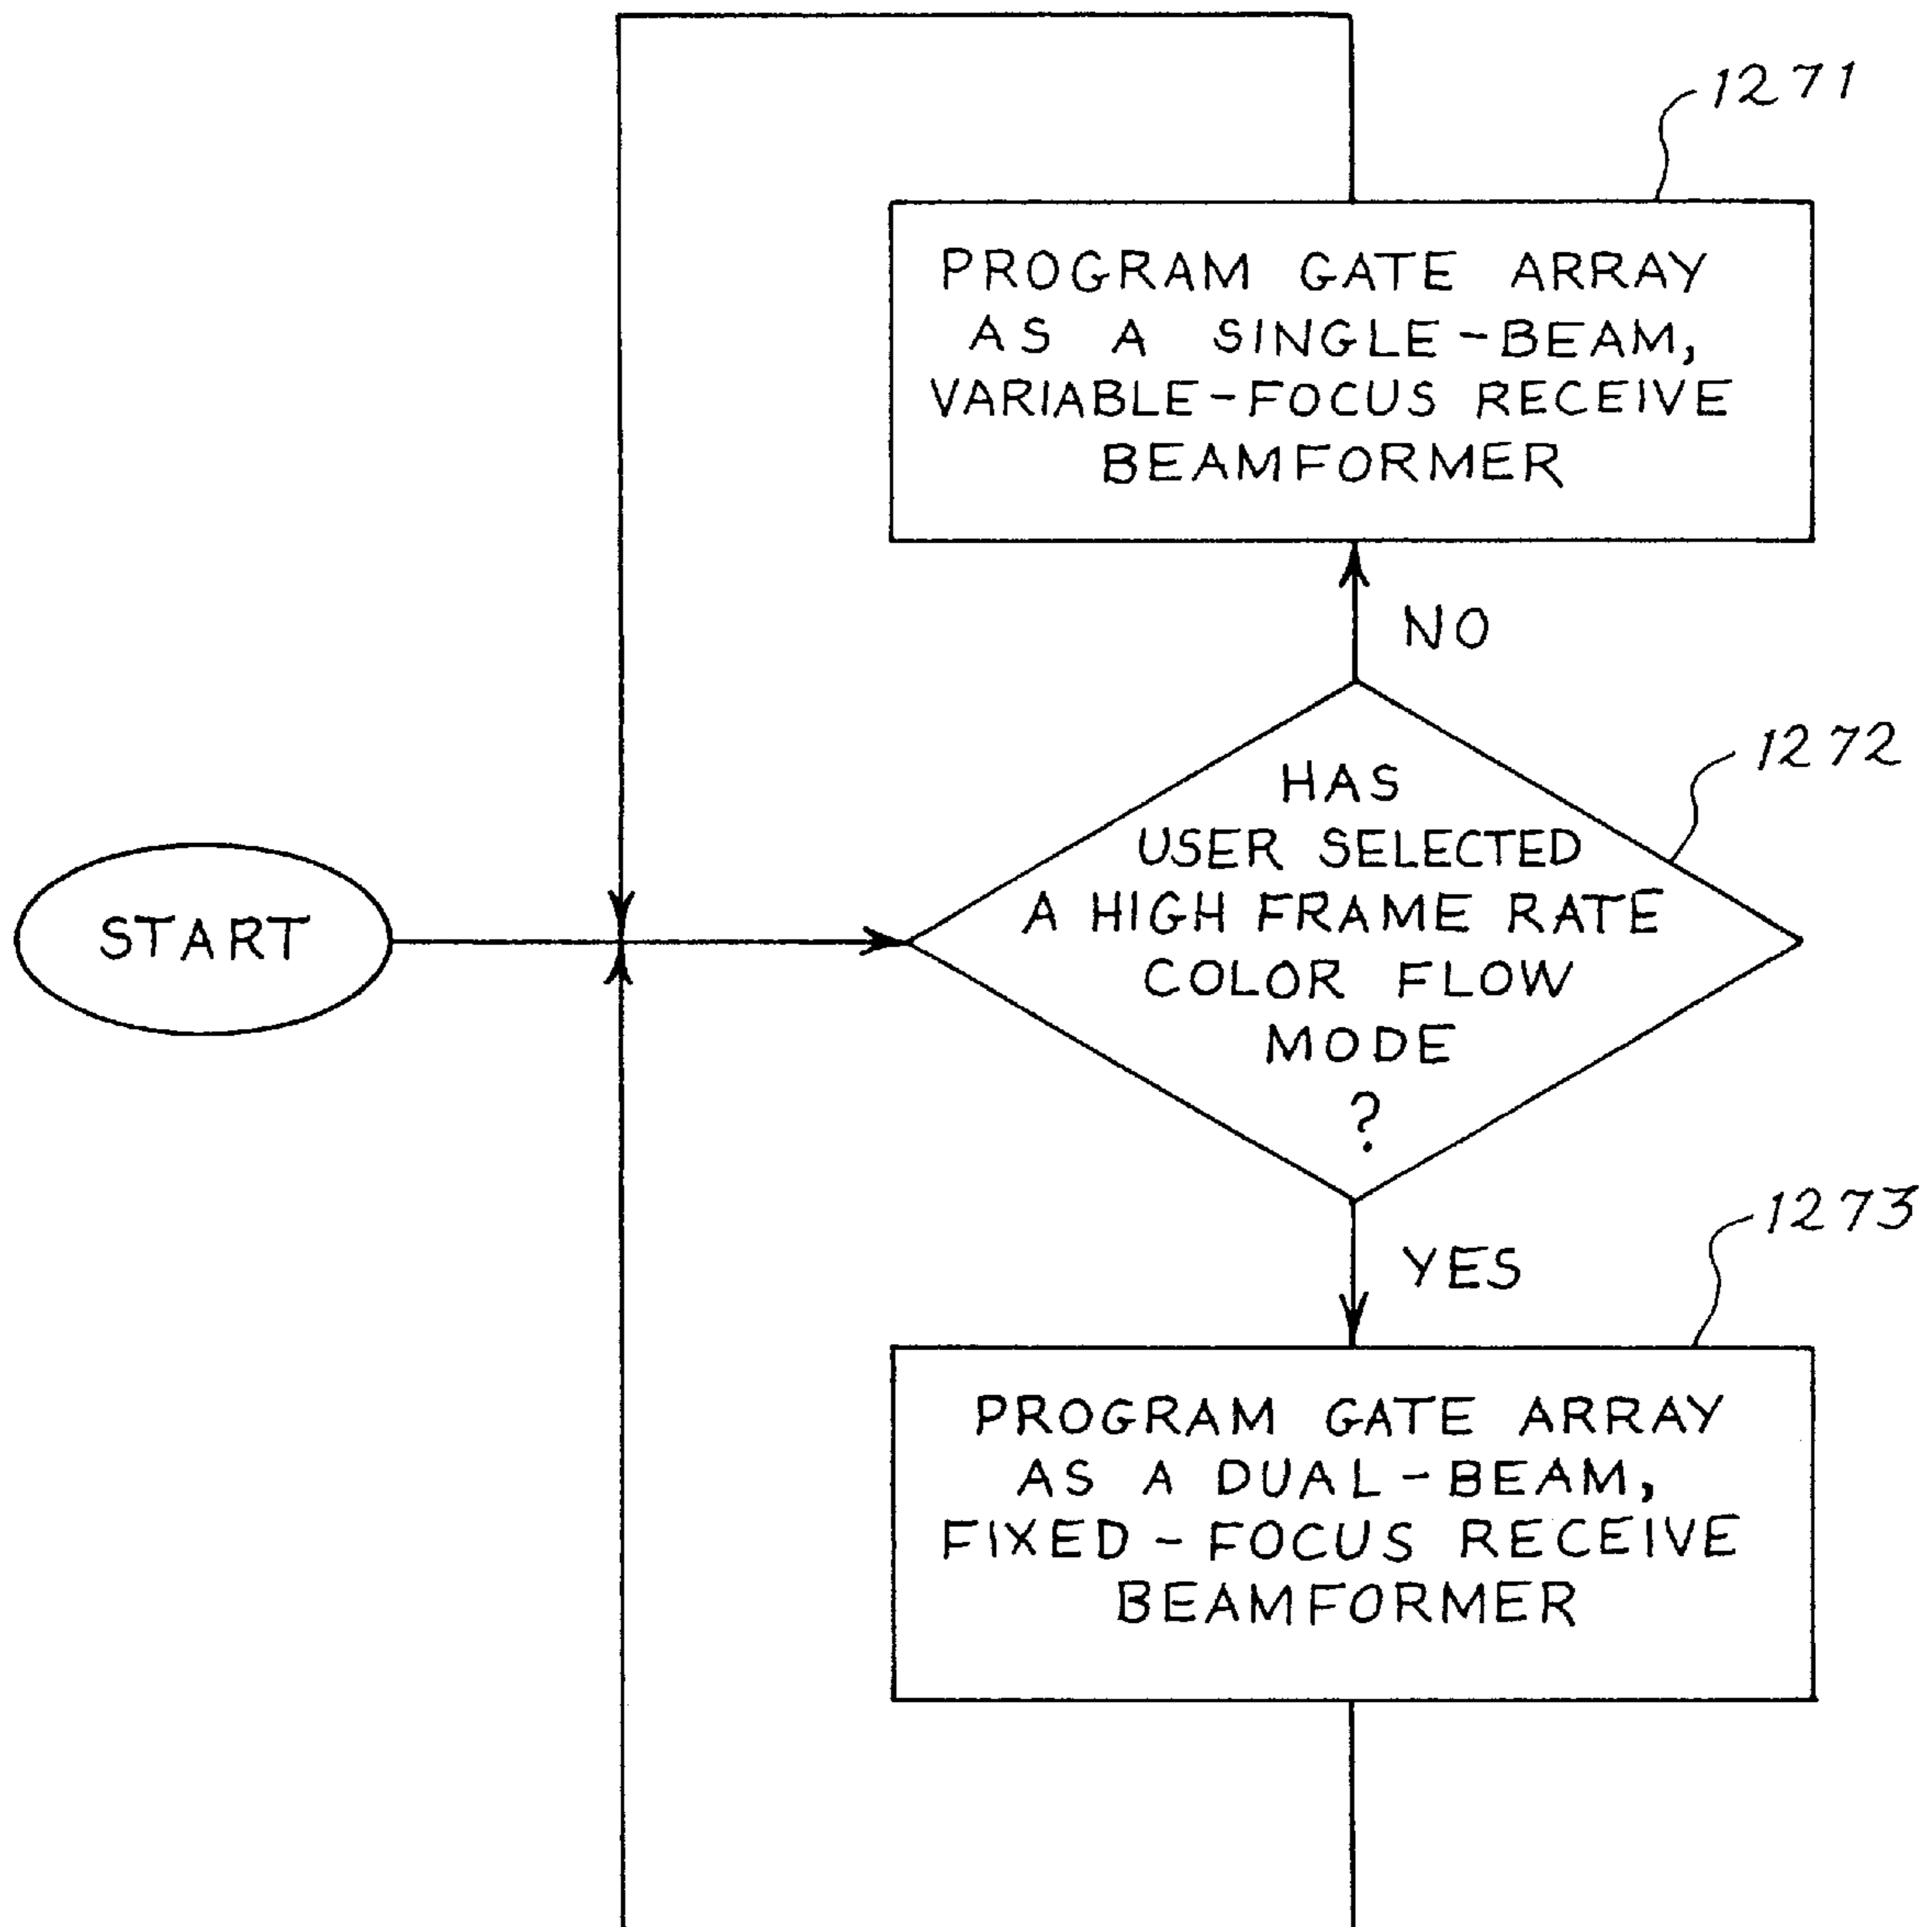 1271
PROGRAM GATE ARRAY
AS A SINGLE-BEAM,
VARIABLE-FOCUS RECEIVE
BEAMFORMER
NO
1272
HAS
USER SELECTED
A HIGH FRAME RATE
COLOR FLOW
MODE
?
START
1273
YES
PROGRAM GATE ARRAY
AS A DUAL-BEAM,
FIXED-FOCUS RECEIVE
BEAMFORMER